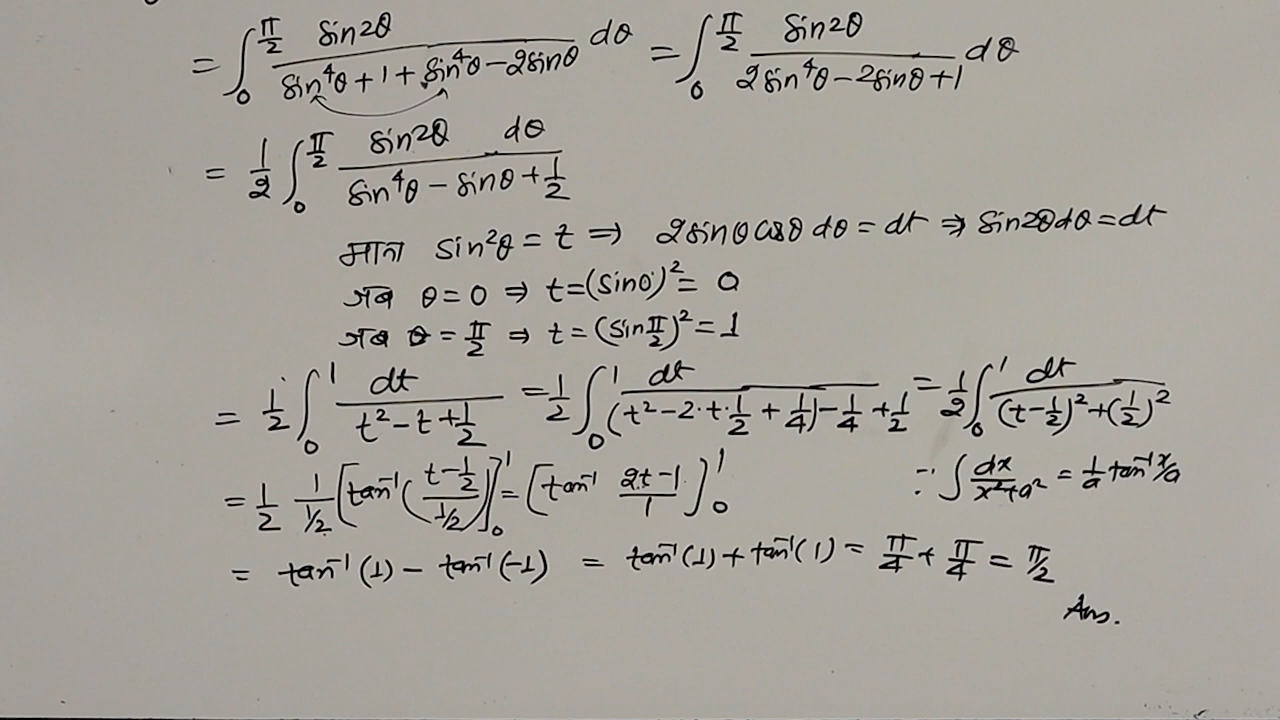 = ∫₀^(π/2) sin2θ / (sin⁴θ + 1 + sin⁴θ − 2sinθ) dθ = ∫₀^(π/2) sin2θ / (2sin⁴θ − 2sinθ + 1) dθ
= 1/2 ∫₀^(π/2) sin2θ dθ / (sin⁴θ − sinθ + 1/2)
माना sin²θ = t ⇒ 2sinθ cosθ dθ = dt ⇒ sin2θdθ = dt
जब θ = 0 ⇒ t = (sin0)² = 0
जब θ = π/2 ⇒ t = (sin π/2)² = 1
= 1/2 ∫₀¹ dt / (t² − t + 1/2) = 1/2 ∫₀¹ dt / ((t² − 2·t·1/2 + 1/4) − 1/4 + 1/2) = 1/2 ∫₀¹ dt / ((t − 1/2)² + (1/2)²)
= 1/2 1/(1/2) [tan⁻¹((t − 1/2)/(1/2))]₀¹ = [tan⁻¹ (2t − 1)/1]₀¹ ∵ ∫ dx/(x² + a²) = 1/a tan⁻¹ x/a
= tan⁻¹(1) − tan⁻¹(−1) = tan⁻¹(1) + tan⁻¹(1) = π/4 + π/4 = π/2
Ans.